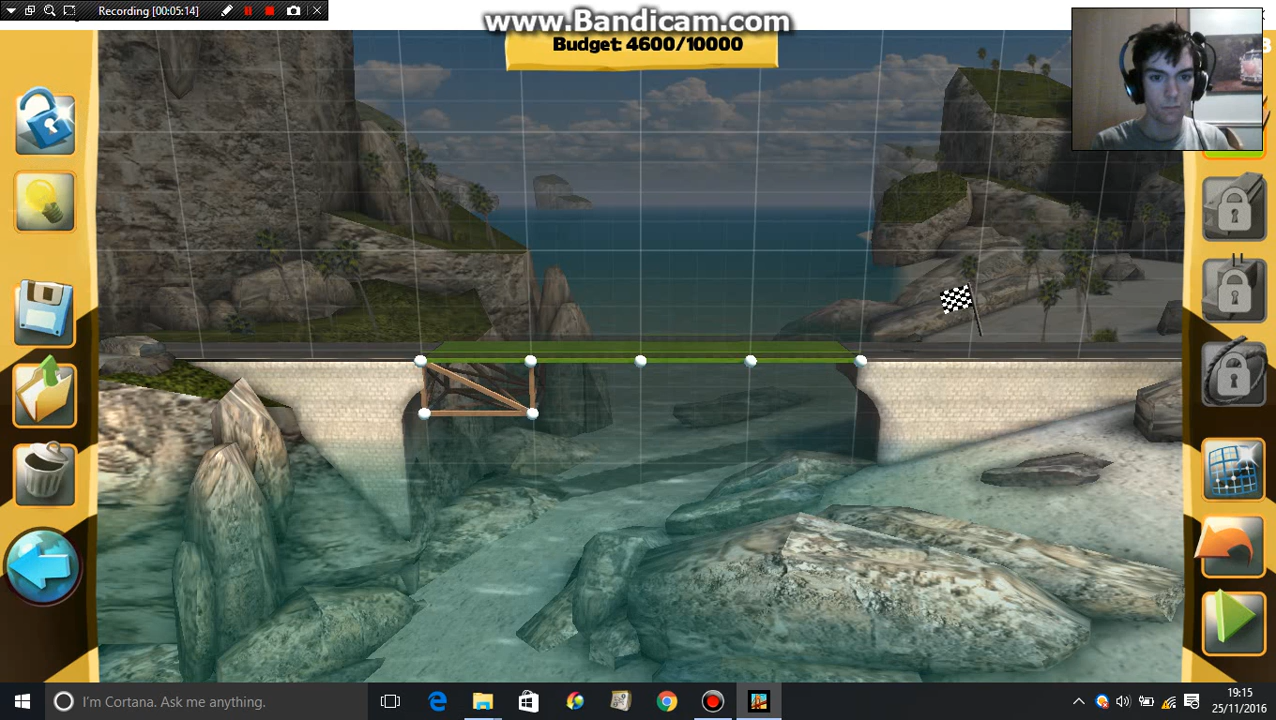 Recording [00:05:14]
www.Bandicam.com
Budget: 4600/10000
I'm Cortana. Ask me anything.
19:15
25/11/2016